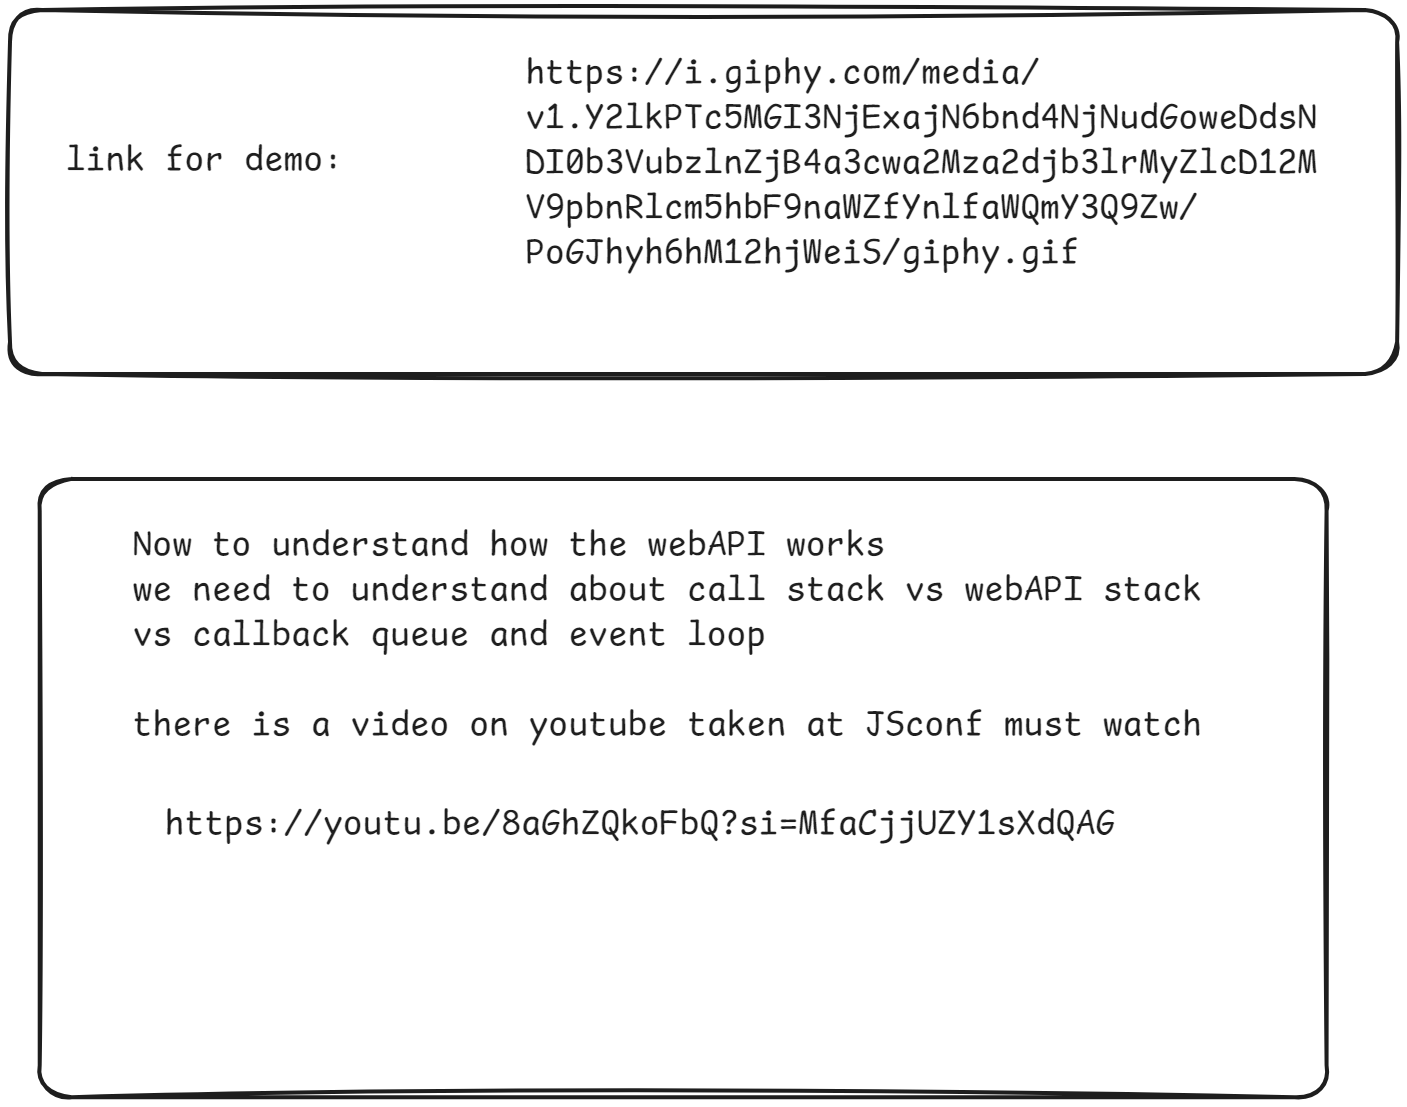 link for demo:
https://i.giphy.com/media/
v1.Y2lkPTc5MGI3NjExajN6bnd4NjNudGoweDdsN
DI0b3VubzlnZjB4a3cwa2Mza2djb3lrMyZlcD12M
V9pbnRlcm5hbF9naWZfYnlfaWQmY3Q9Zw/
PoGJhyh6hM12hjWeiS/giphy.gif
Now to understand how the webAPI works
we need to understand about call stack vs webAPI stack
vs callback queue and event loop
there is a video on youtube taken at JSconf must watch
https://youtu.be/8aGhZQkoFbQ?si=MfaCjjUZY1sXdQAG